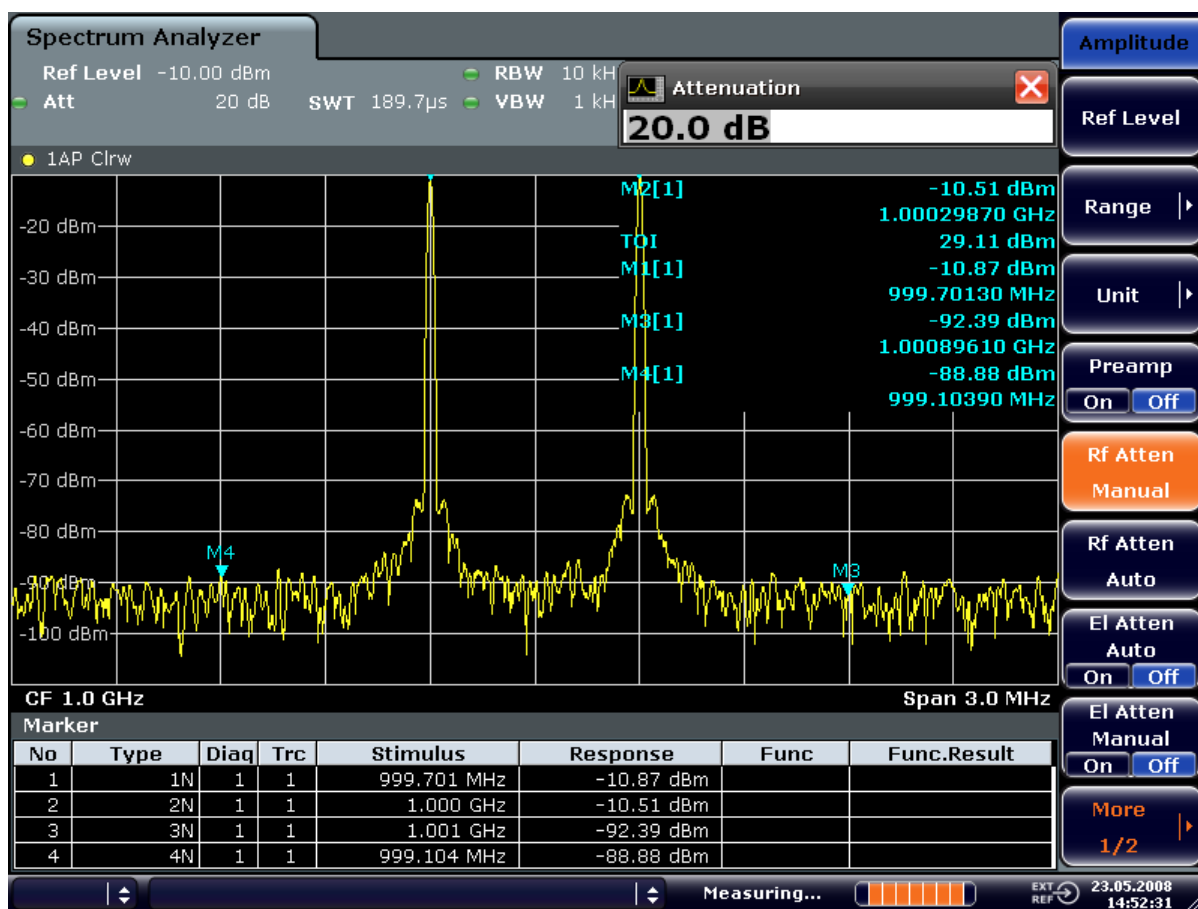 Spectrum Analyzer
Ref Level -10.00 dBm RBW 10 kH
Att 20 dB SWT 189.7µs VBW 1 kH
Attenuation
20.0 dB
1AP Clrw
M2[1] -10.51 dBm
1.00029870 GHz
TOI 29.11 dBm
M1[1] -10.87 dBm
999.70130 MHz
M3[1] -92.39 dBm
1.00089610 GHz
M4[1] -88.88 dBm
999.10390 MHz
-20 dBm
-30 dBm
-40 dBm
-50 dBm
-60 dBm
-70 dBm
-80 dBm
-90 dBm
-100 dBm
M4
M3
CF 1.0 GHz Span 3.0 MHz
Marker
No Type Diaq Trc Stimulus Response Func Func.Result
1 1N 1 1 999.701 MHz -10.87 dBm
2 2N 1 1 1.000 GHz -10.51 dBm
3 3N 1 1 1.001 GHz -92.39 dBm
4 4N 1 1 999.104 MHz -88.88 dBm
Measuring...
EXT REF
23.05.2008
14:52:31
Amplitude
Ref Level
Range
Unit
Preamp
On Off
Rf Atten
Manual
Rf Atten
Auto
El Atten
Auto
On Off
El Atten
Manual
On Off
More
1/2